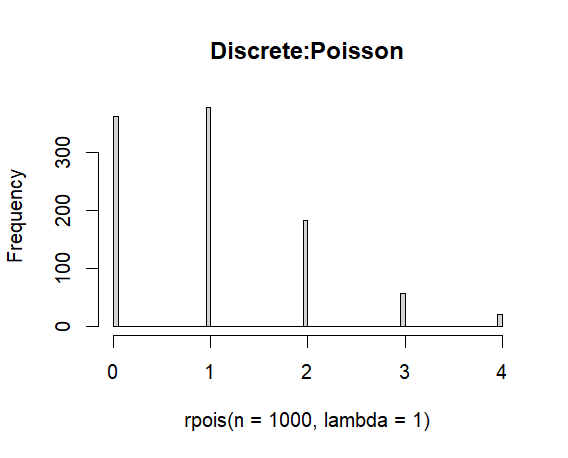 Discrete:Poisson
Frequency
300
200
100
0
0 1 2 3 4
rpois(n = 1000, lambda = 1)